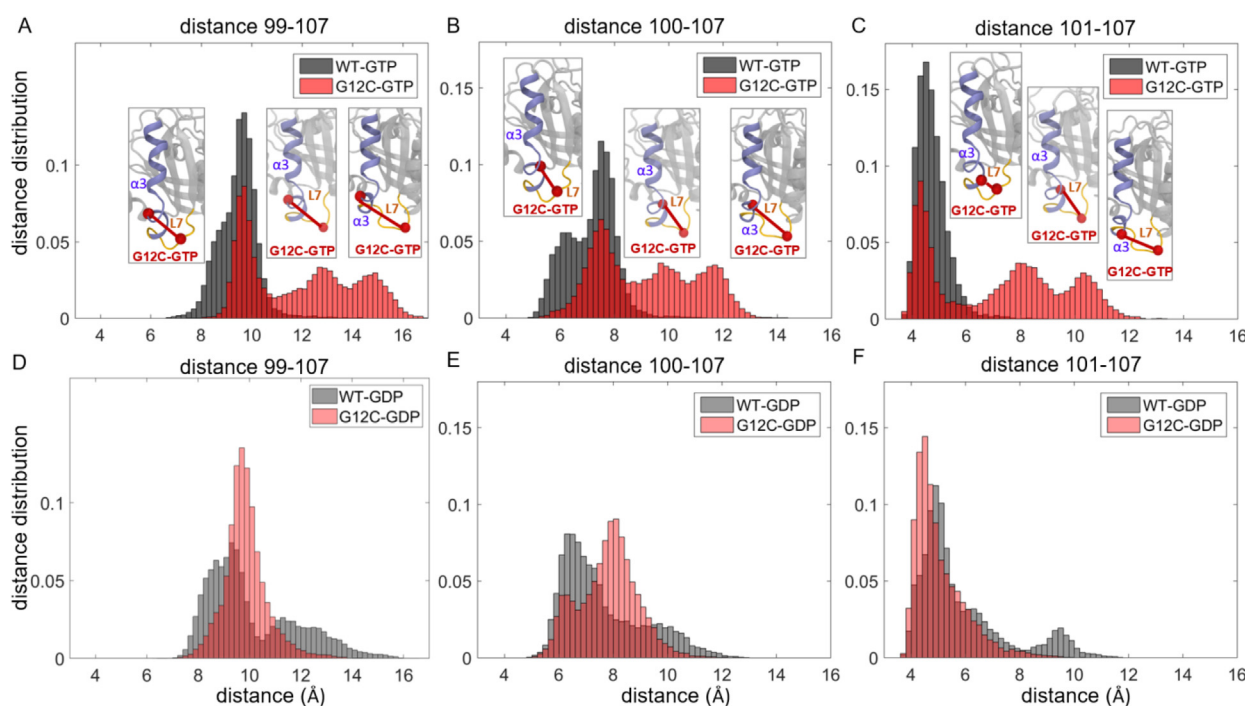 A
distance 99-107
WT-GTP
G12C-GTP
0.15
0.1
0.05
0
distance distribution
α3
L7
G12C-GTP
L7
G12C-GTP
α3
L7
G12C-GTP
4 6 8 10 12 14 16
B
distance 100-107
WT-GTP
G12C-GTP
0.15
0.1
0.05
0
α3
L7
G12C-GTP
α3
L7
G12C-GTP
L7
α3
G12C-GTP
4 6 8 10 12 14 16
C
distance 101-107
WT-GTP
G12C-GTP
0.15
0.1
0.05
0
α3
L7
G12C-GTP
α3
L7
G12C-GTP
L7
α3
G12C-GTP
4 6 8 10 12 14 16
D
distance 99-107
WT-GDP
G12C-GDP
0.15
0.1
0.05
0
distance distribution
4 6 8 10 12 14 16
distance (Å)
E
distance 100-107
WT-GDP
G12C-GDP
0.15
0.1
0.05
0
4 6 8 10 12 14 16
distance (Å)
F
distance 101-107
WT-GDP
G12C-GDP
0.15
0.1
0.05
0
4 6 8 10 12 14 16
distance (Å)